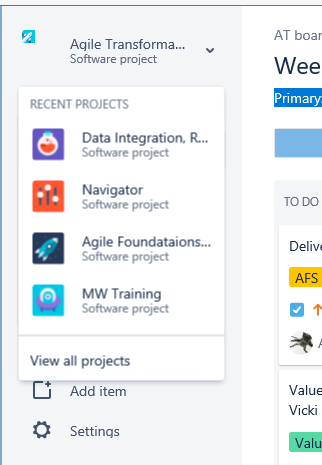 Agile Transforma...
Software project
RECENT PROJECTS
Data Integration, R...
Software project
Navigator
Software project
Agile Foundataions...
Software project
MW Training
Software project
View all projects
Add item
Settings
AT boar
Wee
Primary
TO DO
Delive
AFS
Value
Vicki
Valu